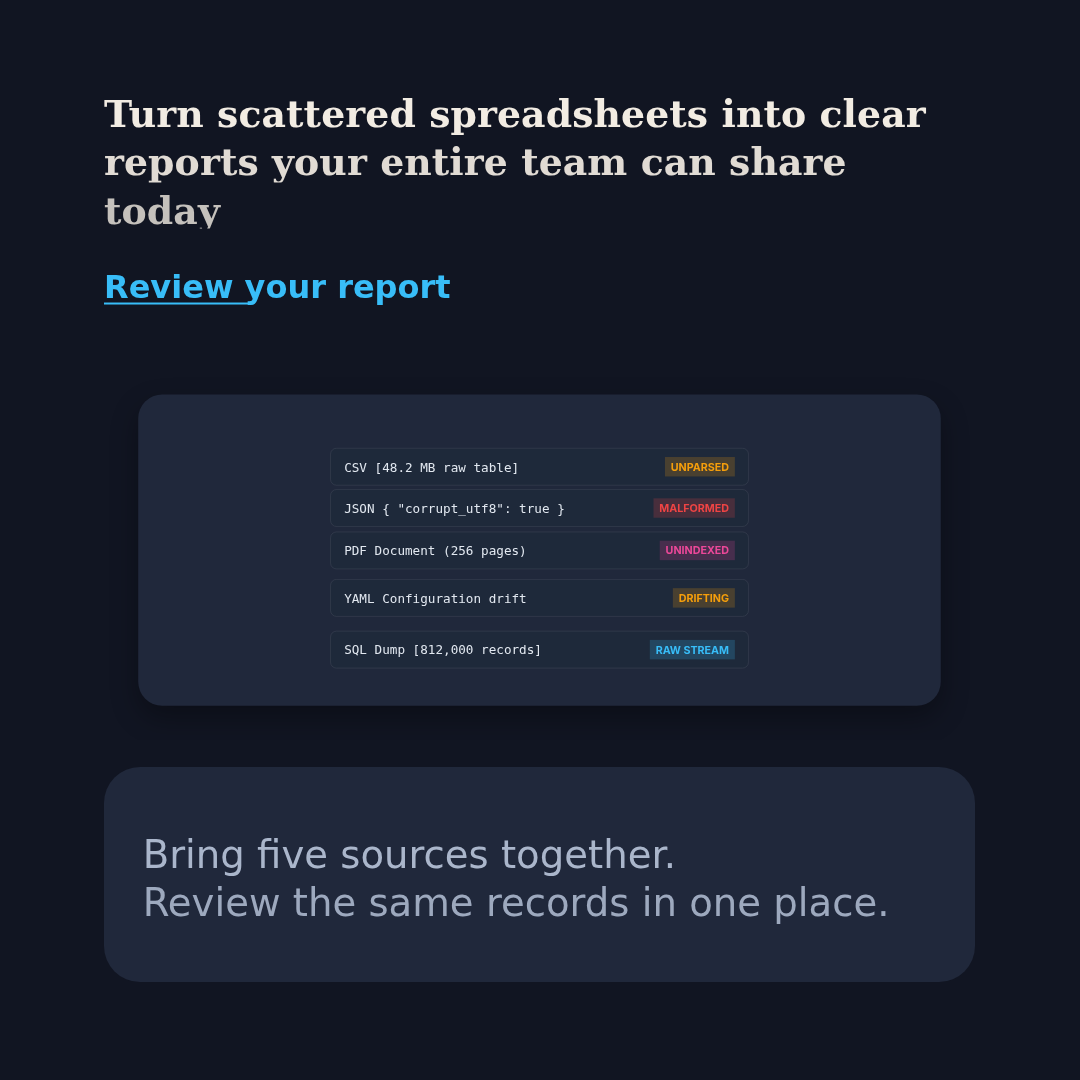 Turn scattered spreadsheets into clear
reports your entire team can share
today
Review your report
CSV [48.2 MB raw table]
UNPARSED
JSON { "corrupt_utf8": true }
MALFORMED
PDF Document (256 pages)
UNINDEXED
YAML Configuration drift
DRIFTING
SQL Dump [812,000 records]
RAW STREAM
Bring five sources together.
Review the same records in one place.